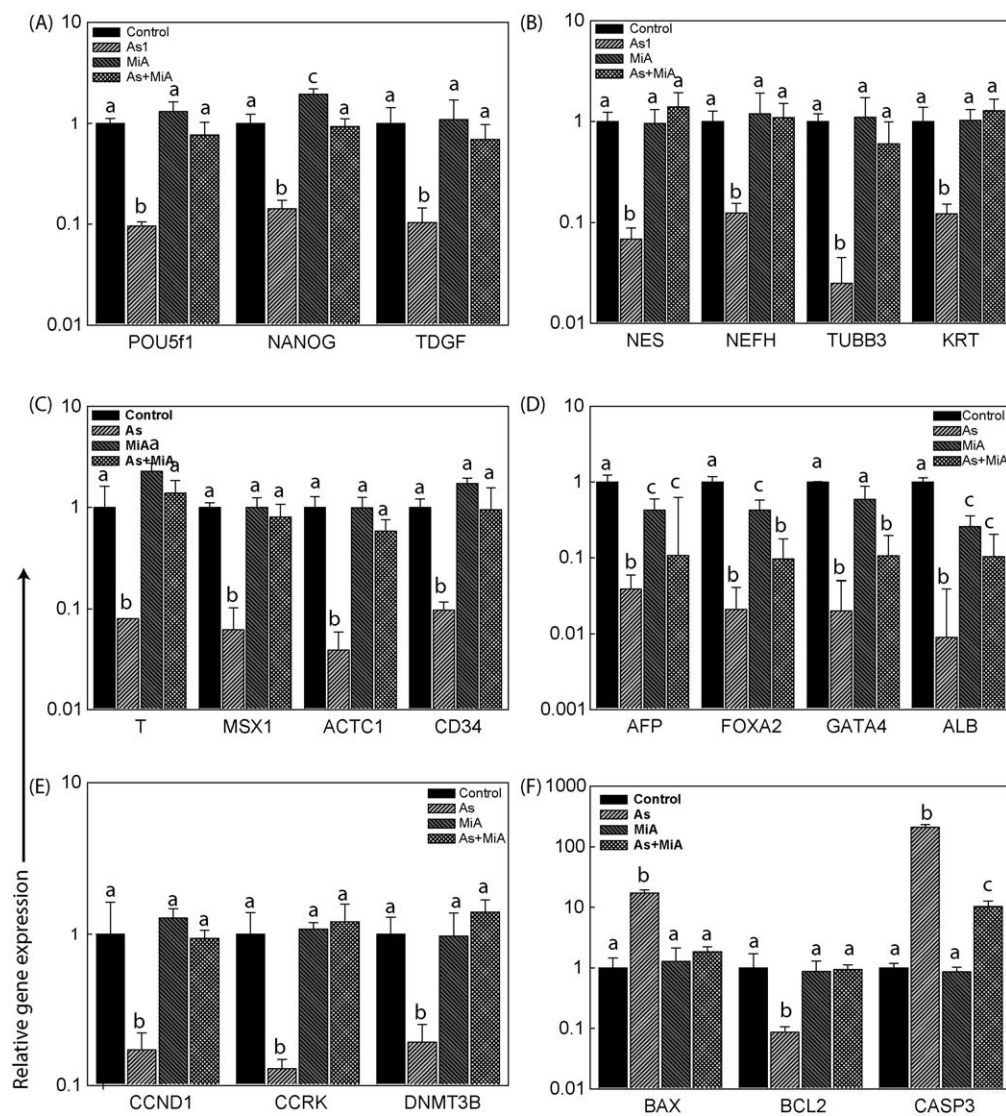 (A)
10
1
0.1
0.01
Control
As1
MiA
As+MiA
a b a a
a b c a
a b a a
POU5f1 NANOG TDGF
(B)
10
1
0.1
0.01
Control
As1
MiA
As+MiA
a b a a
a b a a
a b a a
a b a a
NES NEFH TUBB3 KRT
(C)
10
1
0.1
0.01
Control
As
MiA
As+MiA
a b a a
a b a a
a b a a
a b a a
T MSX1 ACTC1 CD34
(D)
10
1
0.1
0.01
0.001
Control
As
MiA
As+MiA
a b c c
a b c b
a b a b
a b c c
AFP FOXA2 GATA4 ALB
(E)
10
1
0.1
Control
As
MiA
As+MiA
a b a a
a b a a
a b a a
CCND1 CCRK DNMT3B
(F)
1000
100
10
1
0.1
0.01
Control
As
MiA
As+MiA
a b a a
a b a a
a b a c
BAX BCL2 CASP3
Relative gene expression